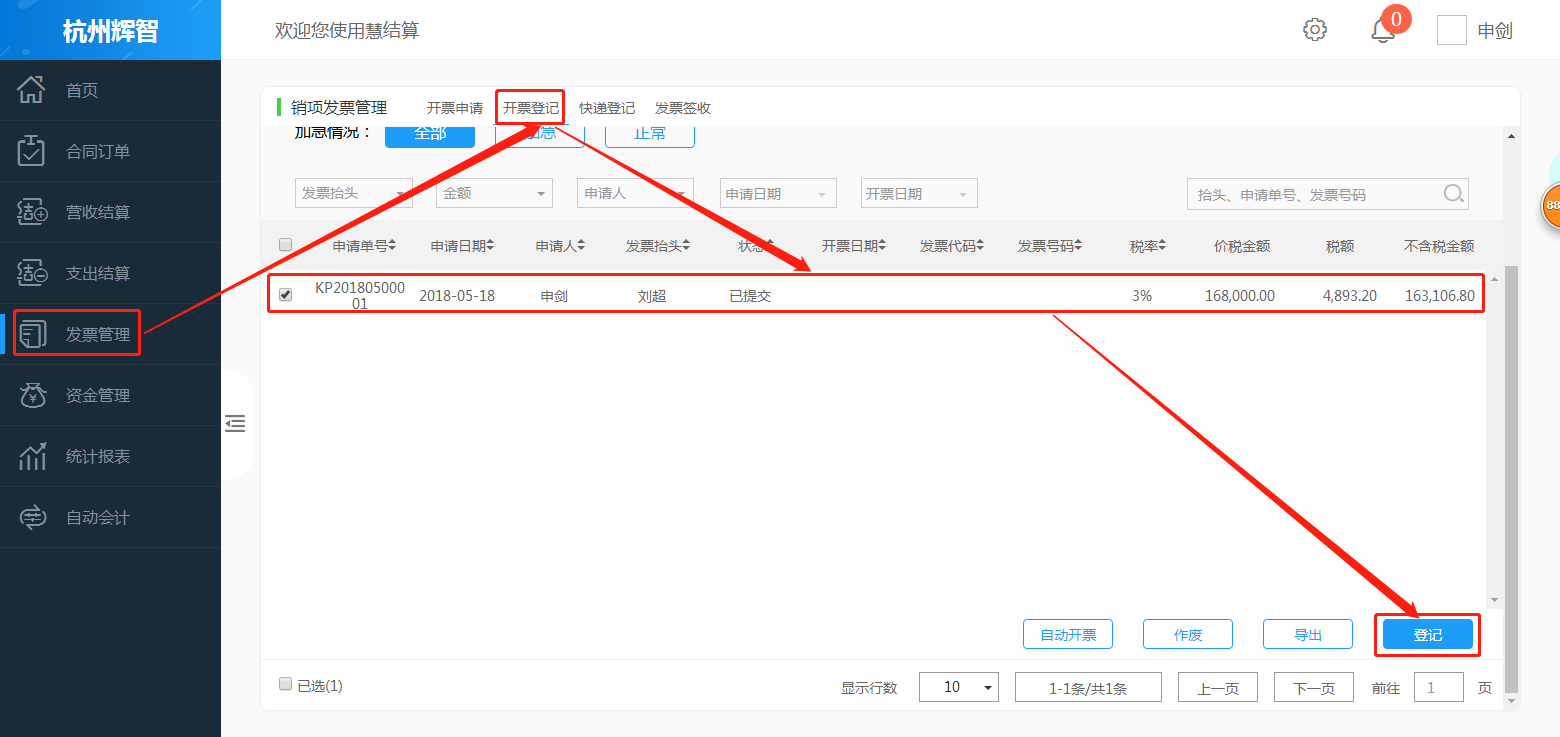 杭州辉智
欢迎您使用慧结算
0
申剑
首页
合同订单
营收结算
支出结算
发票管理
资金管理
统计报表
自动会计
销项发票管理 开票申请 开票登记 快递登记 发票签收
加急情况： 全部 加急 正常
发票抬头 金额 申请人 申请日期 开票日期 抬头、申请单号、发票号码
88
申请单号 申请日期 申请人 发票抬头 状态 开票日期 发票代码 发票号码 税率 价税金额 税额 不含税金额
KP201805000
01
2018-05-18 申剑 刘超 已提交 3% 168,000.00 4,893.20 163,106.80
自动开票 作废 导出 登记
已选(1) 显示行数 10 1-1条/共1条 上一页 下一页 前往 1 页